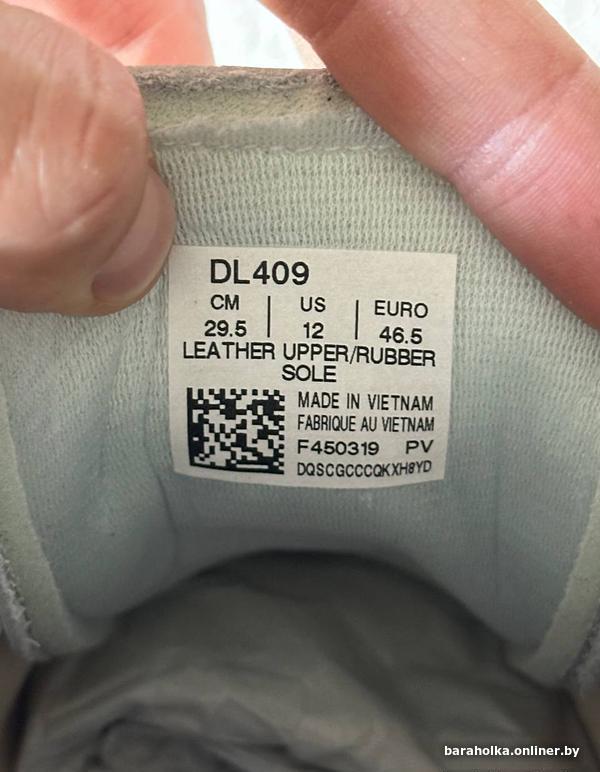 DL409
CM | US | EURO
29.5 | 12 | 46.5
LEATHER UPPER/RUBBER
SOLE
MADE IN VIETNAM
FABRIQUE AU VIETNAM
F450319 PV
DQSCGCCCQKXH8YD
baraholka.onliner.by